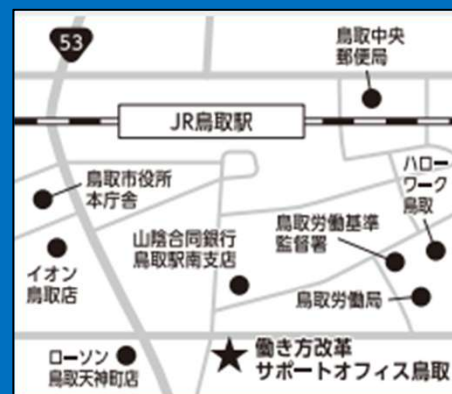 53
鳥取中央
郵便局
JR鳥取駅
ハロー
ワーク
鳥取
鳥取市役所
本庁舎
鳥取労働基準
監督署
山陰合同銀行
鳥取駅南支店
イオン
鳥取店
鳥取労働局
ローソン
鳥取天神町店
働き方改革
サポートオフィス鳥取